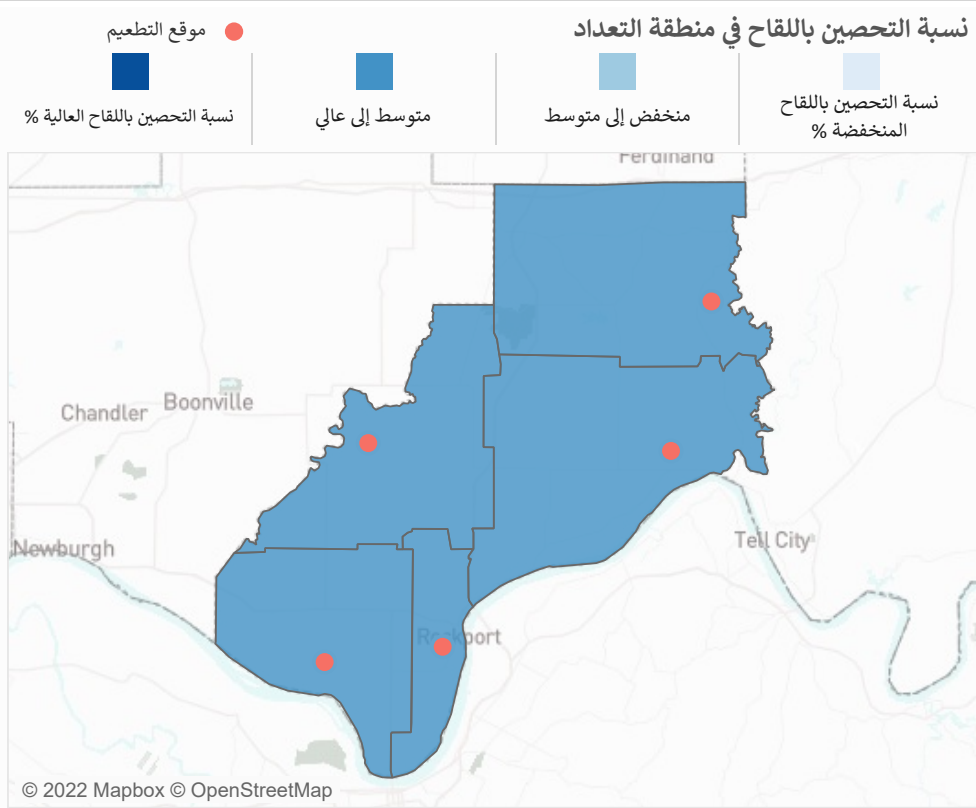 نسبة التحصين باللقاح في منطقة التعداد
موقع التطعيم
نسبة التحصين باللقاح
المنخفضة %
منخفض إلى متوسط
متوسط إلى عالي
نسبة التحصين باللقاح العالية %
Ferdinand
Boonville
Chandler
Newburgh
Tell City
Rockport
© 2022 Mapbox © OpenStreetMap